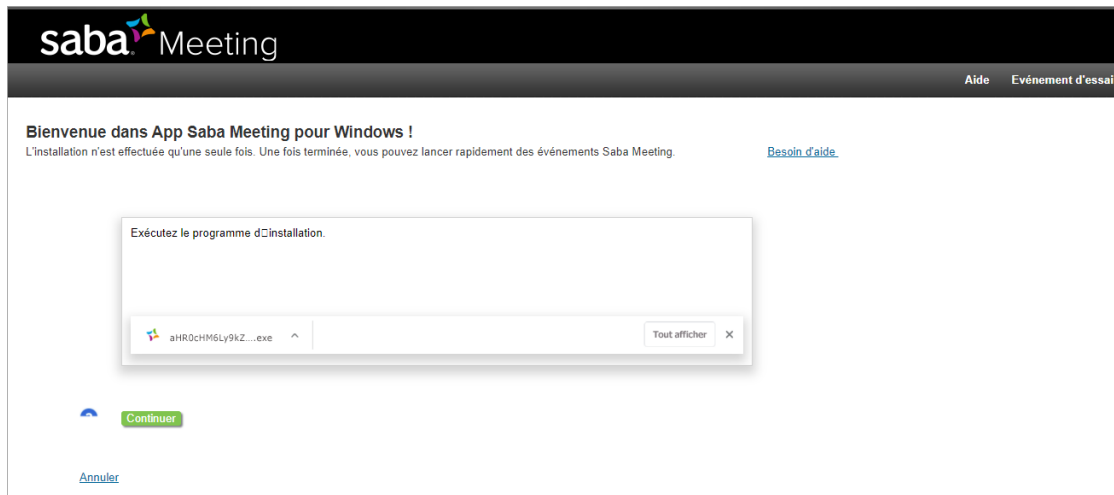 saba Meeting
Aide Evénement d'essai
Bienvenue dans App Saba Meeting pour Windows !
L'installation n'est effectuée qu'une seule fois. Une fois terminée, vous pouvez lancer rapidement des événements Saba Meeting. Besoin d'aide
Exécutez le programme d□installation.
aHR0cHM6Ly9kZ....exe Tout afficher
Continuer
Annuler